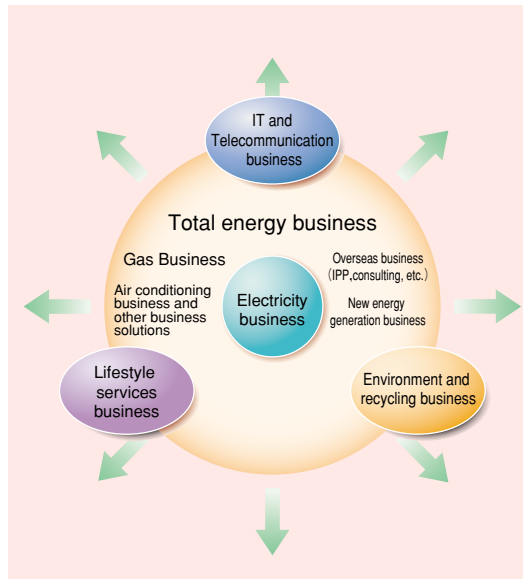 IT and
Telecommunication
business
Total energy business
Gas Business
Air conditioning
business and
other business
solutions
Electricity
business
Overseas business
(IPP,consulting, etc.)
New energy
generation business
Lifestyle
services
business
Environment and
recycling business